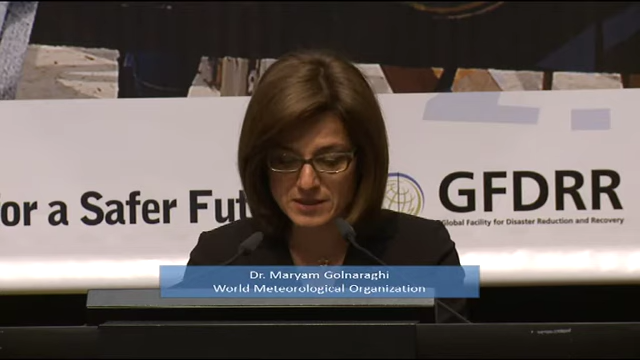 for a Safer Fut
GFDRR
Global Facility for Disaster Reduction and Recovery
Dr. Maryam Golnaraghi
World Meteorological Organization